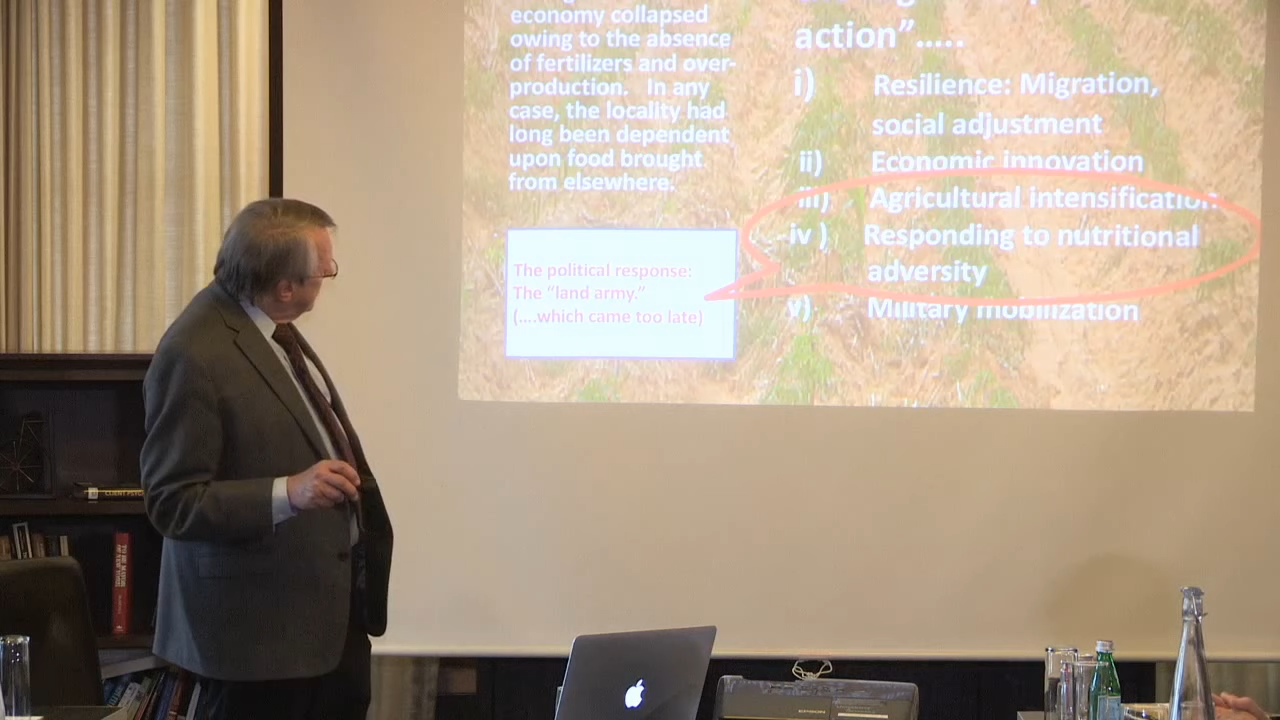 economy collapsed
owing to the absence
of fertilizers and over-
production. In any
case, the locality had
long been dependent
upon food brought
from elsewhere.
The political response:
The "land army."
(....which came too late)
action".....
i) Resilience: Migration,
social adjustment
ii) Economic innovation
iii) Agricultural intensification
iv ) Responding to nutritional
adversity
v) Military mobilization
EPSON